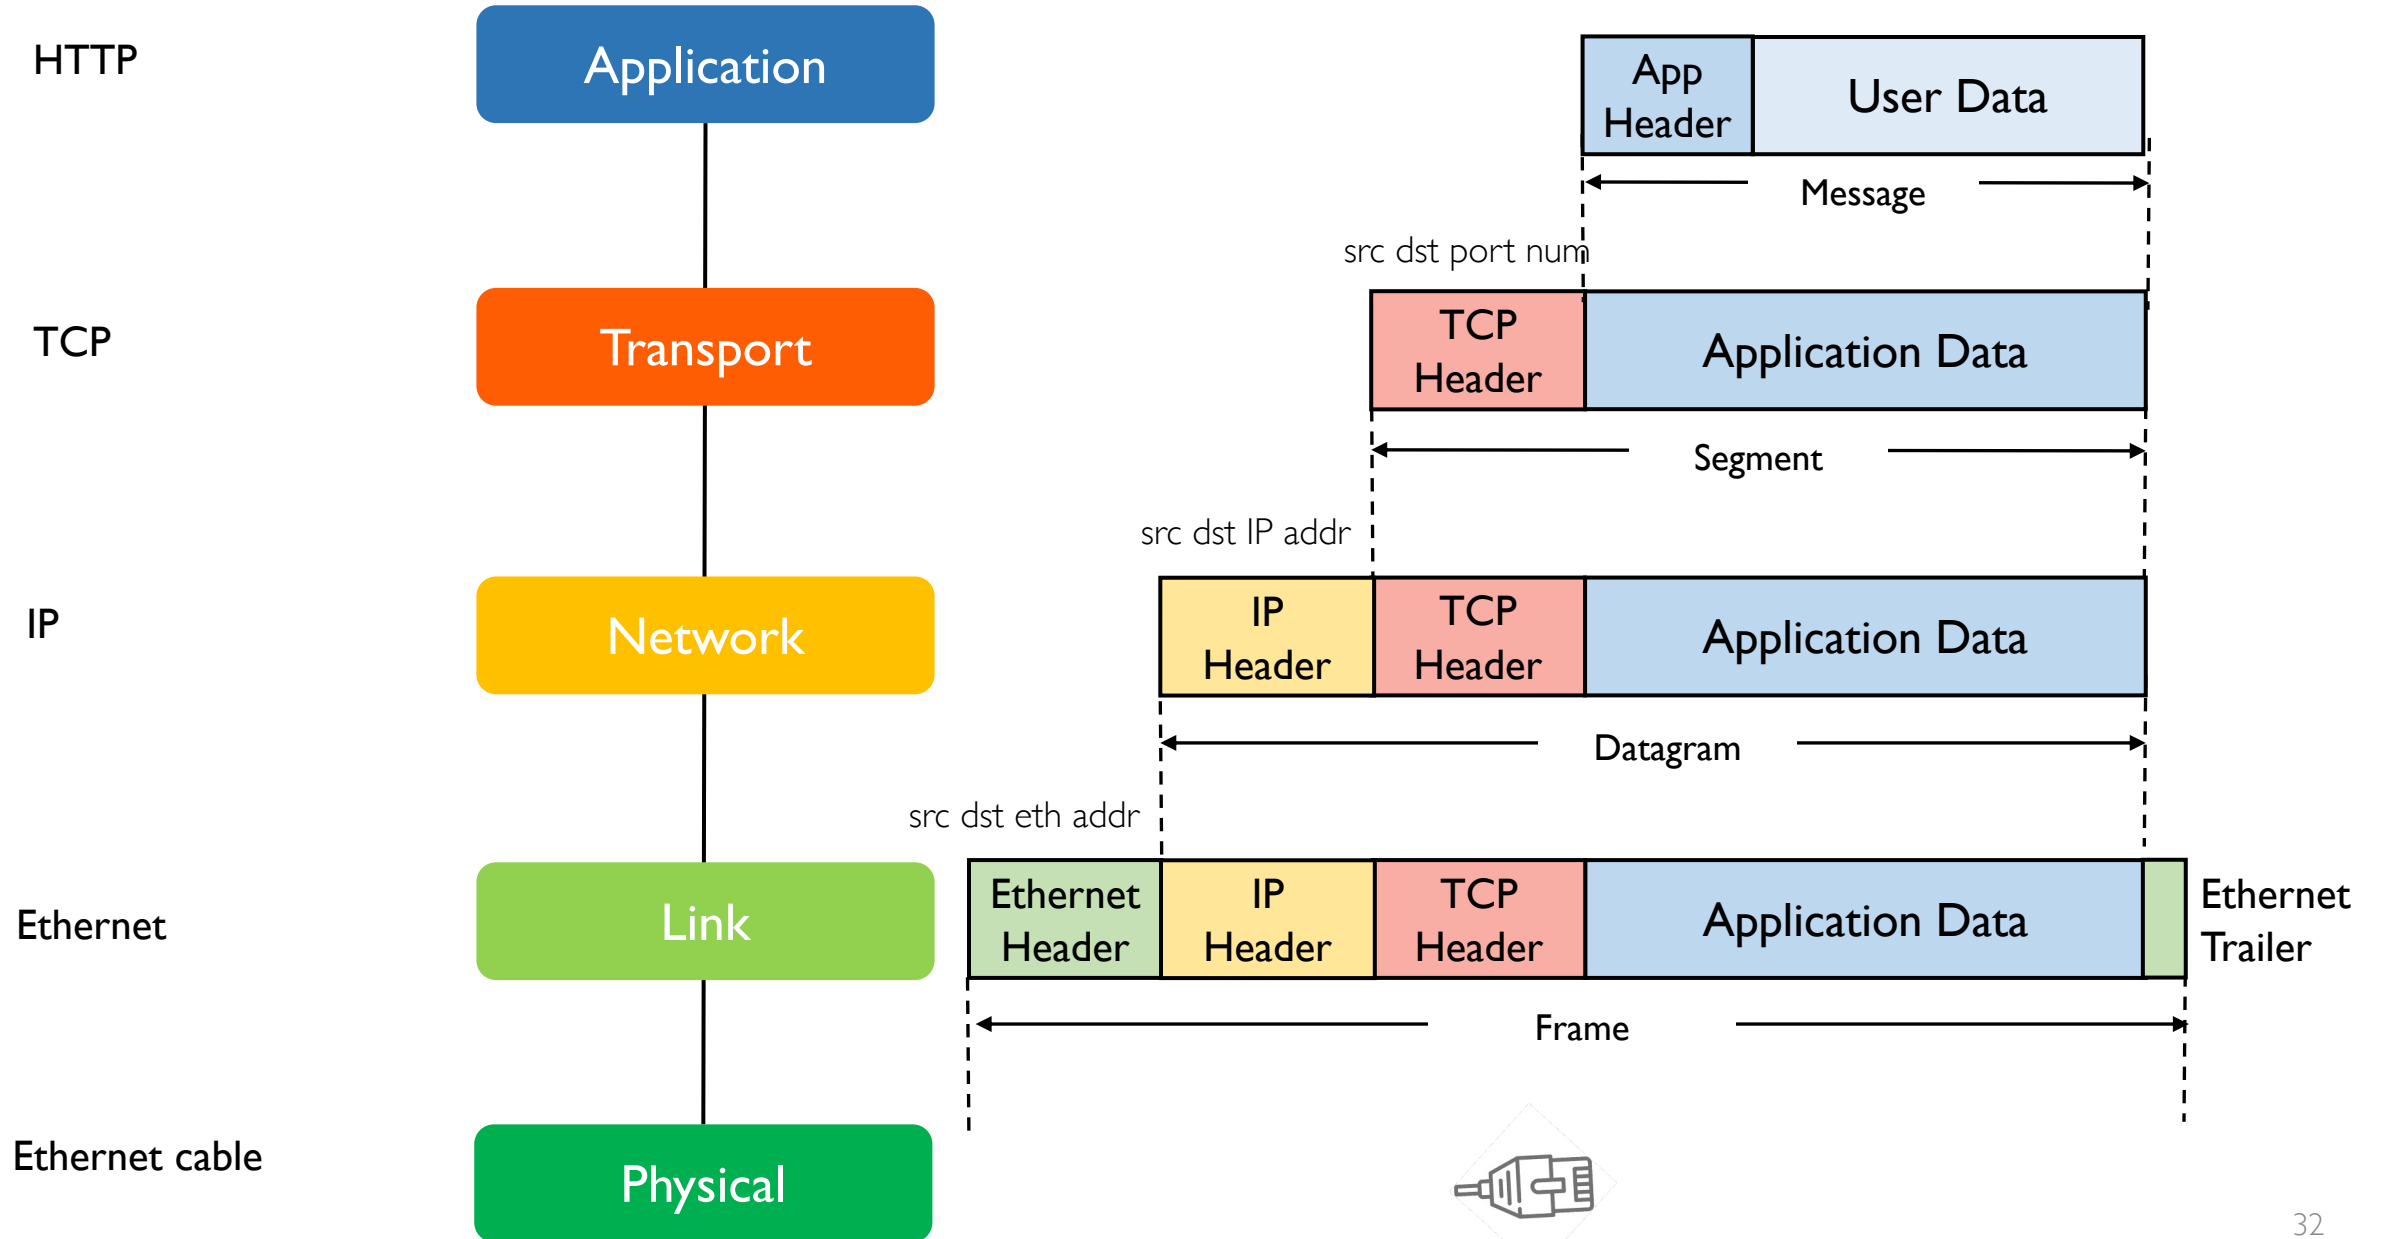 HTTP
Application
App
Header
User Data
Message
src dst port num
TCP
Transport
TCP
Header
Application Data
Segment
src dst IP addr
IP
Network
IP
Header
TCP
Header
Application Data
Datagram
src dst eth addr
Ethernet
Link
Ethernet
Header
IP
Header
TCP
Header
Application Data
Ethernet
Trailer
Frame
Ethernet cable
Physical
32